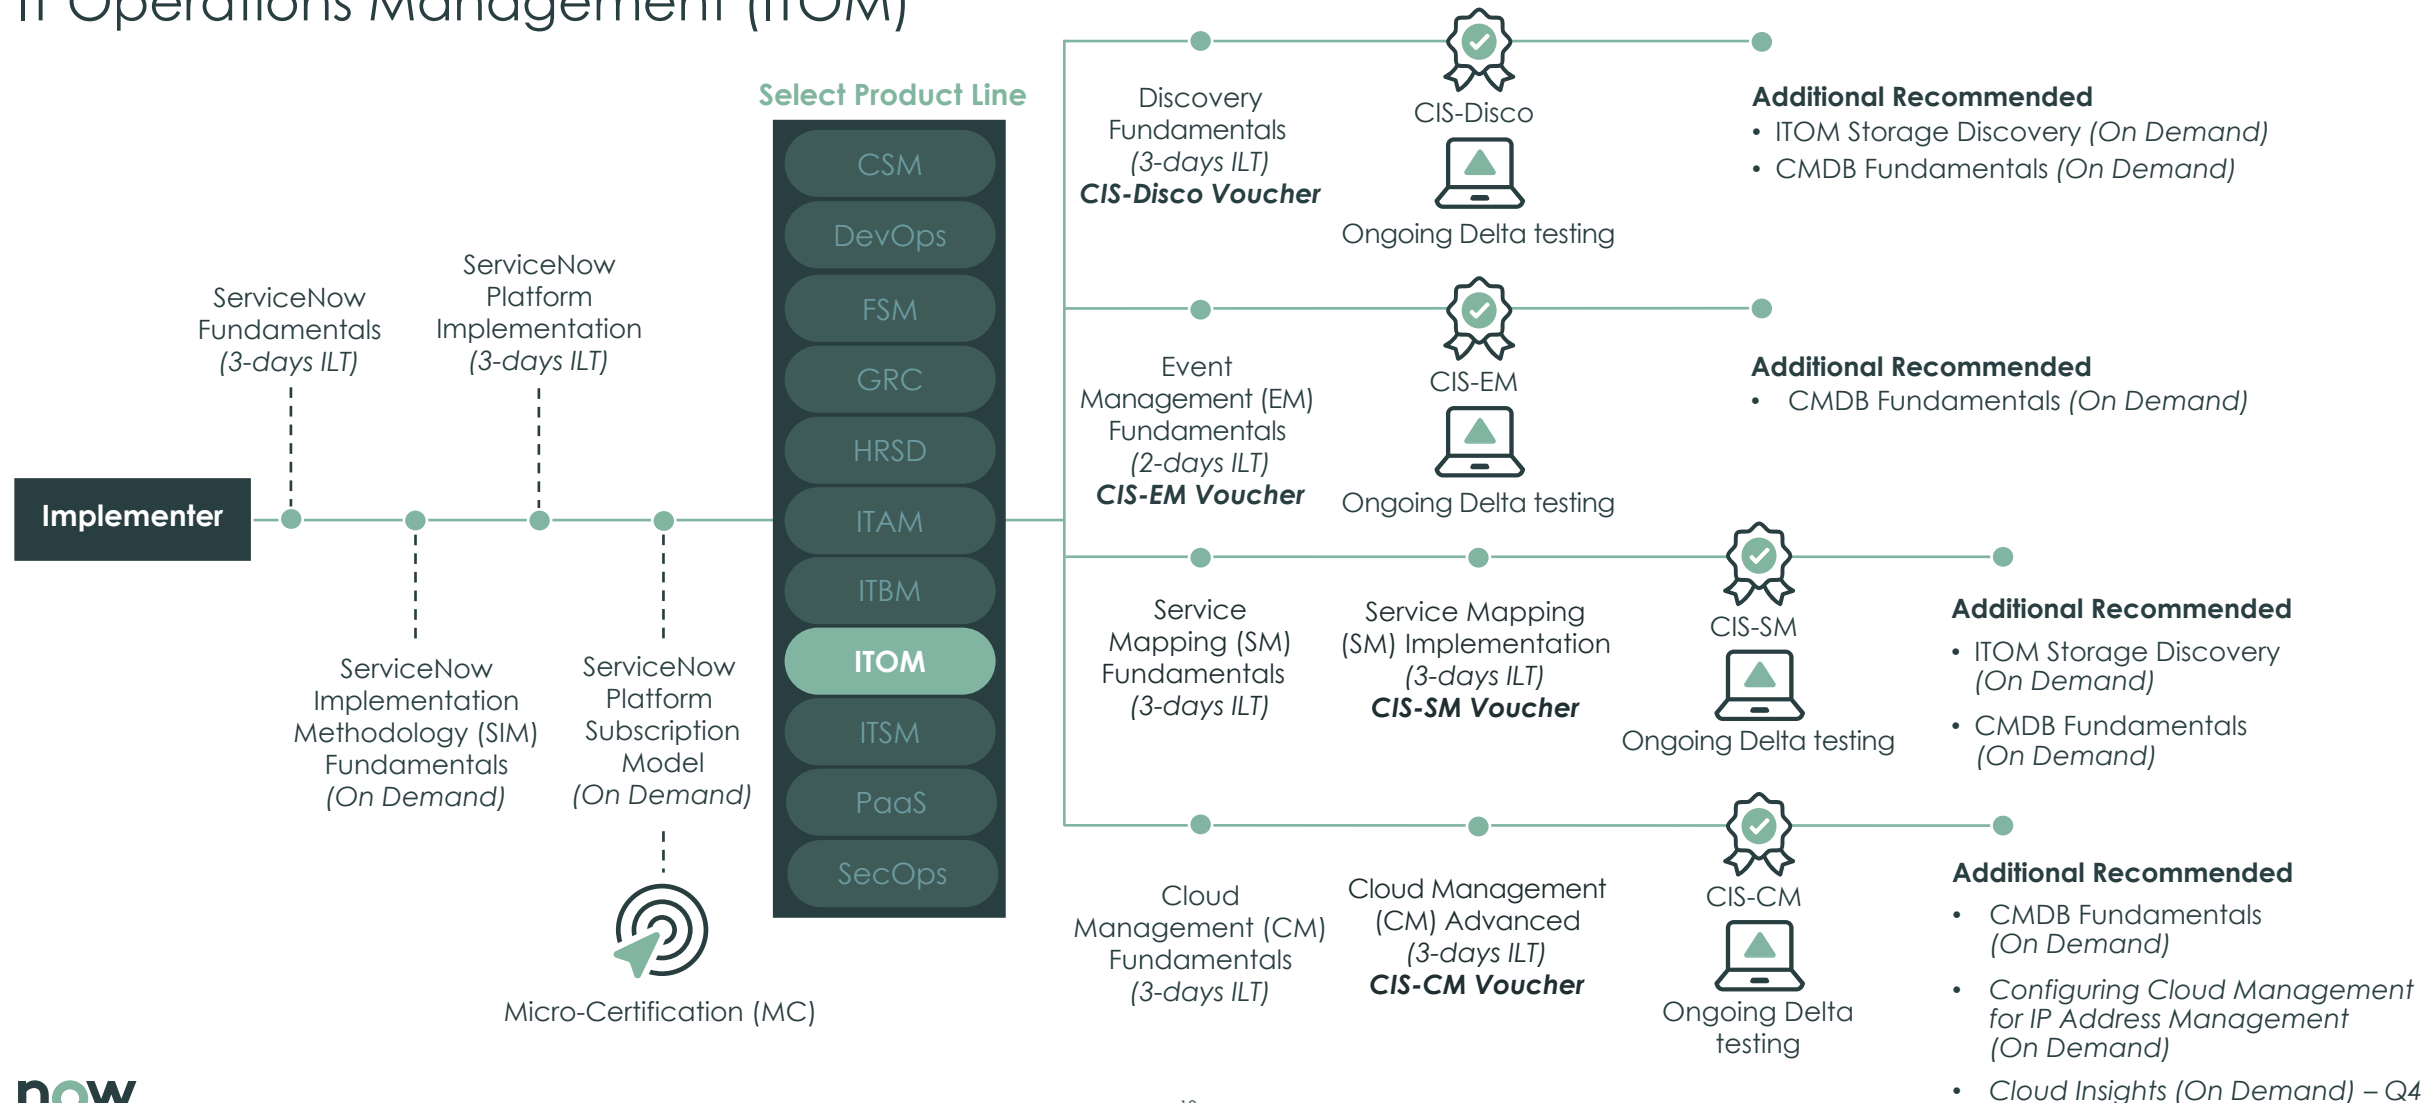 IT Operations Management (ITOM)
Select Product Line
CSM
DevOps
FSM
GRC
HRSD
ITAM
ITBM
ITOM
ITSM
PaaS
SecOps
Implementer
ServiceNow
Fundamentals
(3-days ILT)
ServiceNow
Platform
Implementation
(3-days ILT)
ServiceNow
Implementation
Methodology (SIM)
Fundamentals
(On Demand)
ServiceNow
Platform
Subscription
Model
(On Demand)
Micro-Certification (MC)
Discovery
Fundamentals
(3-days ILT)
CIS-Disco Voucher
CIS-Disco
Ongoing Delta testing
Additional Recommended
• ITOM Storage Discovery (On Demand)
• CMDB Fundamentals (On Demand)
Event
Management (EM)
Fundamentals
(2-days ILT)
CIS-EM Voucher
CIS-EM
Ongoing Delta testing
Additional Recommended
• CMDB Fundamentals (On Demand)
Service
Mapping (SM)
Fundamentals
(3-days ILT)
Service Mapping
(SM) Implementation
(3-days ILT)
CIS-SM Voucher
CIS-SM
Ongoing Delta testing
Additional Recommended
• ITOM Storage Discovery
(On Demand)
• CMDB Fundamentals
(On Demand)
Cloud
Management (CM)
Fundamentals
(3-days ILT)
Cloud Management
(CM) Advanced
(3-days ILT)
CIS-CM Voucher
CIS-CM
Ongoing Delta
testing
Additional Recommended
• CMDB Fundamentals
(On Demand)
• Configuring Cloud Management
for IP Address Management
(On Demand)
• Cloud Insights (On Demand) – Q4
now